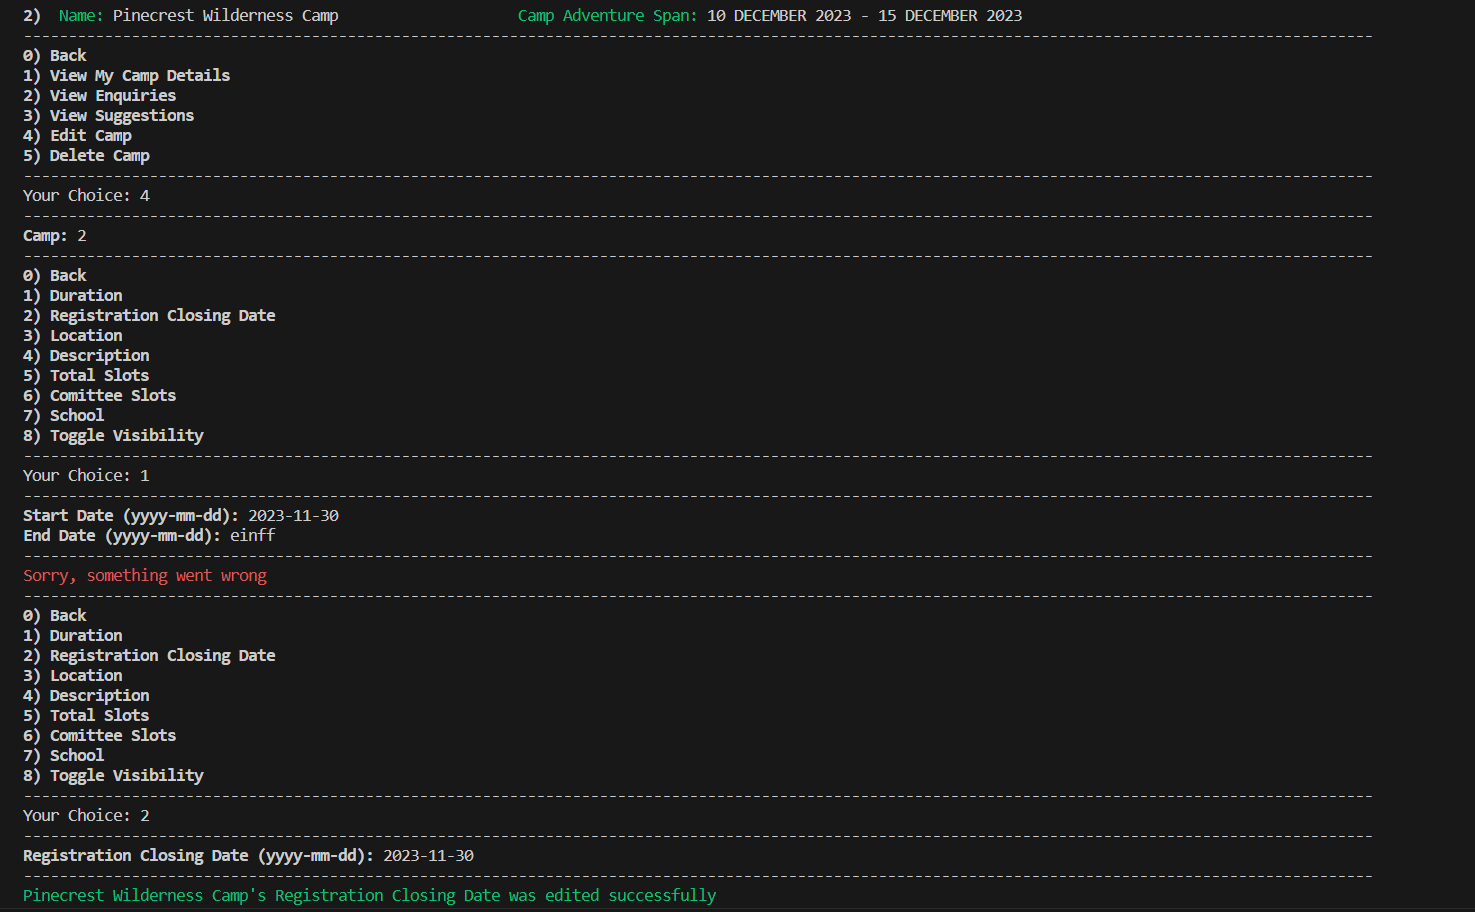 2)  Name: Pinecrest Wilderness Camp                    Camp Adventure Span: 10 DECEMBER 2023 - 15 DECEMBER 2023
------------------------------------------------------------------------------------------------------------------------------------------------------
0) Back
1) View My Camp Details
2) View Enquiries
3) View Suggestions
4) Edit Camp
5) Delete Camp
------------------------------------------------------------------------------------------------------------------------------------------------------
Your Choice: 4
------------------------------------------------------------------------------------------------------------------------------------------------------
Camp: 2
------------------------------------------------------------------------------------------------------------------------------------------------------
0) Back
1) Duration
2) Registration Closing Date
3) Location
4) Description
5) Total Slots
6) Comittee Slots
7) School
8) Toggle Visibility
------------------------------------------------------------------------------------------------------------------------------------------------------
Your Choice: 1
------------------------------------------------------------------------------------------------------------------------------------------------------
Start Date (yyyy-mm-dd): 2023-11-30
End Date (yyyy-mm-dd): einff
------------------------------------------------------------------------------------------------------------------------------------------------------
Sorry, something went wrong
------------------------------------------------------------------------------------------------------------------------------------------------------
0) Back
1) Duration
2) Registration Closing Date
3) Location
4) Description
5) Total Slots
6) Comittee Slots
7) School
8) Toggle Visibility
------------------------------------------------------------------------------------------------------------------------------------------------------
Your Choice: 2
------------------------------------------------------------------------------------------------------------------------------------------------------
Registration Closing Date (yyyy-mm-dd): 2023-11-30
------------------------------------------------------------------------------------------------------------------------------------------------------
Pinecrest Wilderness Camp's Registration Closing Date was edited successfully